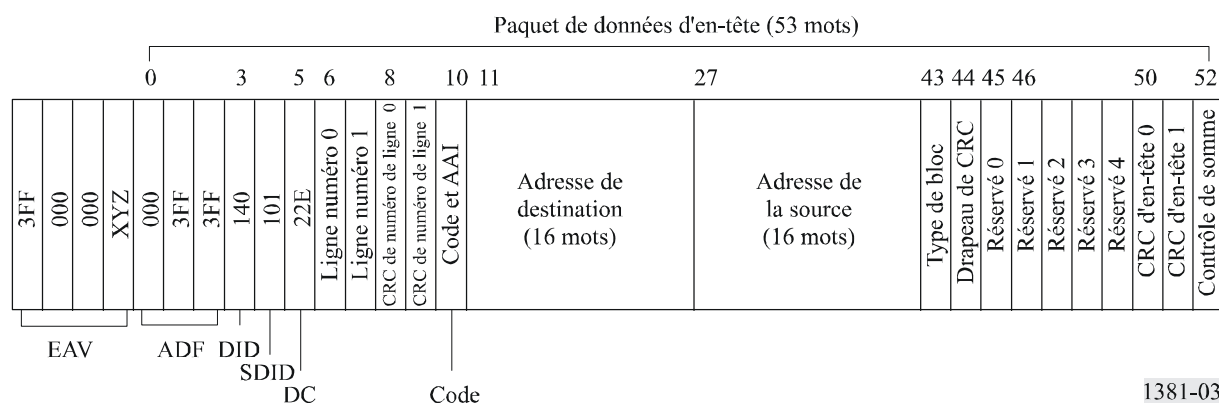 Paquet de données d'en-tête (53 mots)
0 3 5 6 8 10 11 27 43 44 45 46 50 52
3FF
000
000
XYZ
000
3FF
3FF
140
101
22E
Ligne numéro 0
Ligne numéro 1
CRC de numéro de ligne 0
CRC de numéro de ligne 1
Code et AAI
Adresse de
destination
(16 mots)
Adresse de
la source
(16 mots)
Type de bloc
Drapeau de CRC
Réservé 0
Réservé 1
Réservé 2
Réservé 3
Réservé 4
CRC d'en-tête 0
CRC d'en-tête 1
Contrôle de somme
EAV ADF DID
SDID
DC Code
1381-03